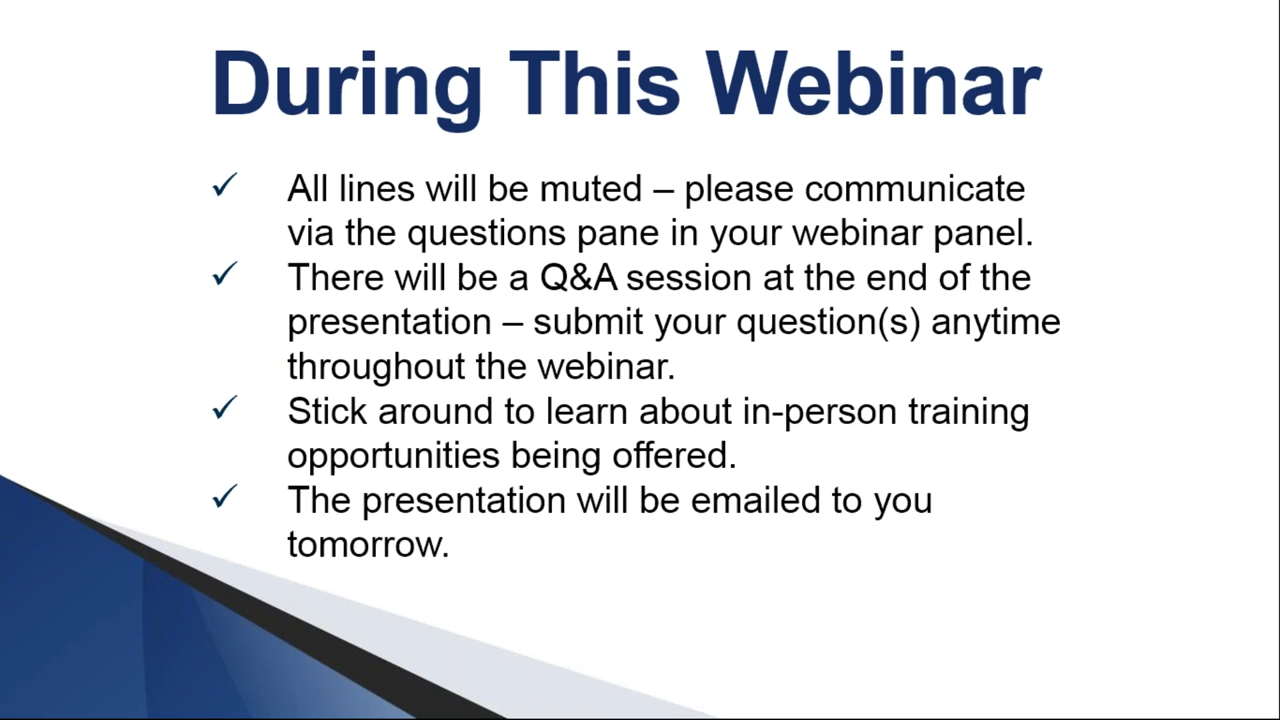 During This Webinar
✓ All lines will be muted – please communicate
via the questions pane in your webinar panel.
✓ There will be a Q&A session at the end of the
presentation – submit your question(s) anytime
throughout the webinar.
✓ Stick around to learn about in-person training
opportunities being offered.
✓ The presentation will be emailed to you
tomorrow.